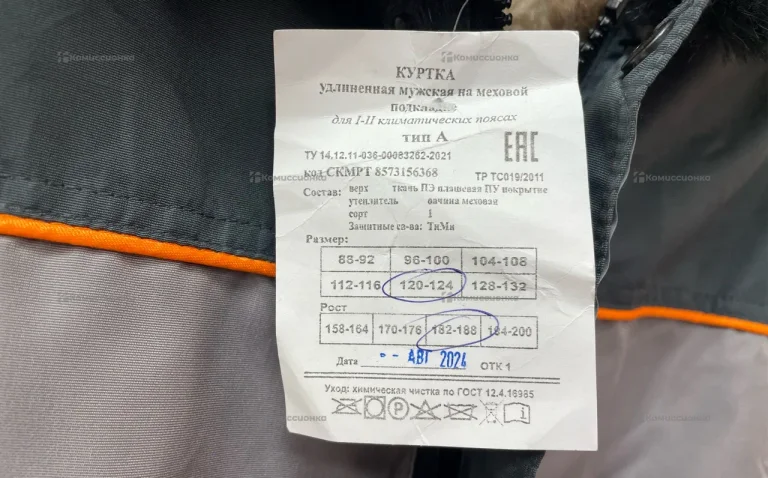 КУРТКА
удлиненная мужская на меховой
подкладке
для I-II климатических поясах
тип А
ТУ 14.12.11-036-00083262-2021
EAC
код СКМРТ 8573156368
ТР ТС019/2011
Состав: верх ткань ПЭ плащевая ПУ покрытие
утеплитель овчина меховая
сорт 1
Защитные св-ва: ТнМи
Размер:
88-92 96-100 104-108
112-116 120-124 128-132
Рост
158-164 170-176 182-188 194-200
Дата АВГ 2024 ОТК 1
Уход: химическая чистка по ГОСТ 12.4.16985
P
i
Комиссионка
Комиссионка
Комиссионка
Комиссионка
Комиссионка
Комиссионка
Комиссионка
Комиссионка